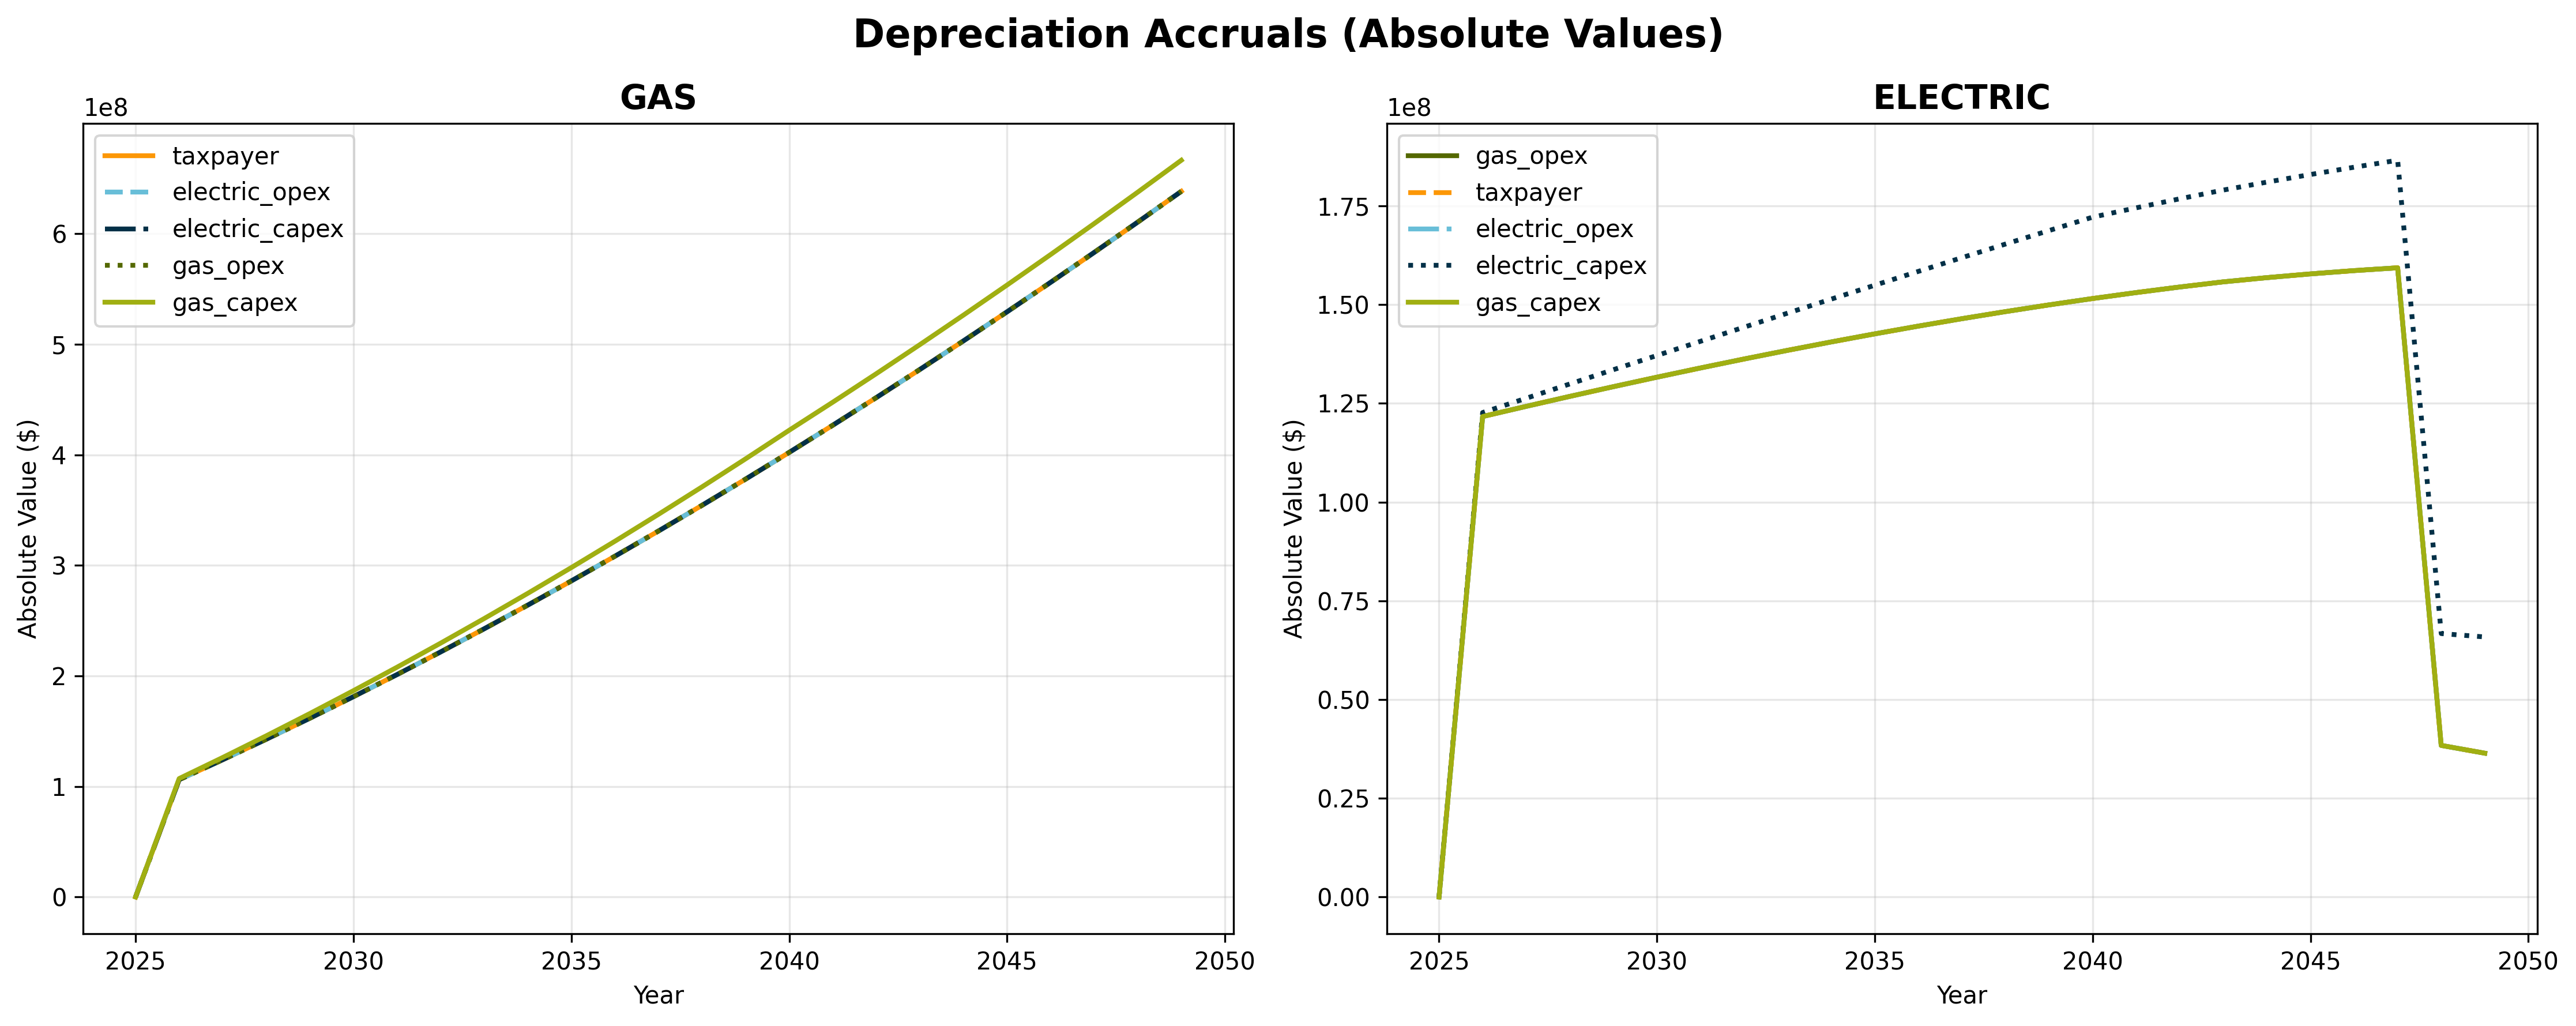 Depreciation Accruals (Absolute Values)
GAS
1e8
taxpayer
electric_opex
electric_capex
gas_opex
gas_capex
6
5
4
3
2
1
0
Absolute Value ($)
2025 2030 2035 2040 2045 2050
Year
ELECTRIC
1e8
gas_opex
taxpayer
electric_opex
electric_capex
gas_capex
1.75
1.50
1.25
1.00
0.75
0.50
0.25
0.00
Absolute Value ($)
2025 2030 2035 2040 2045 2050
Year